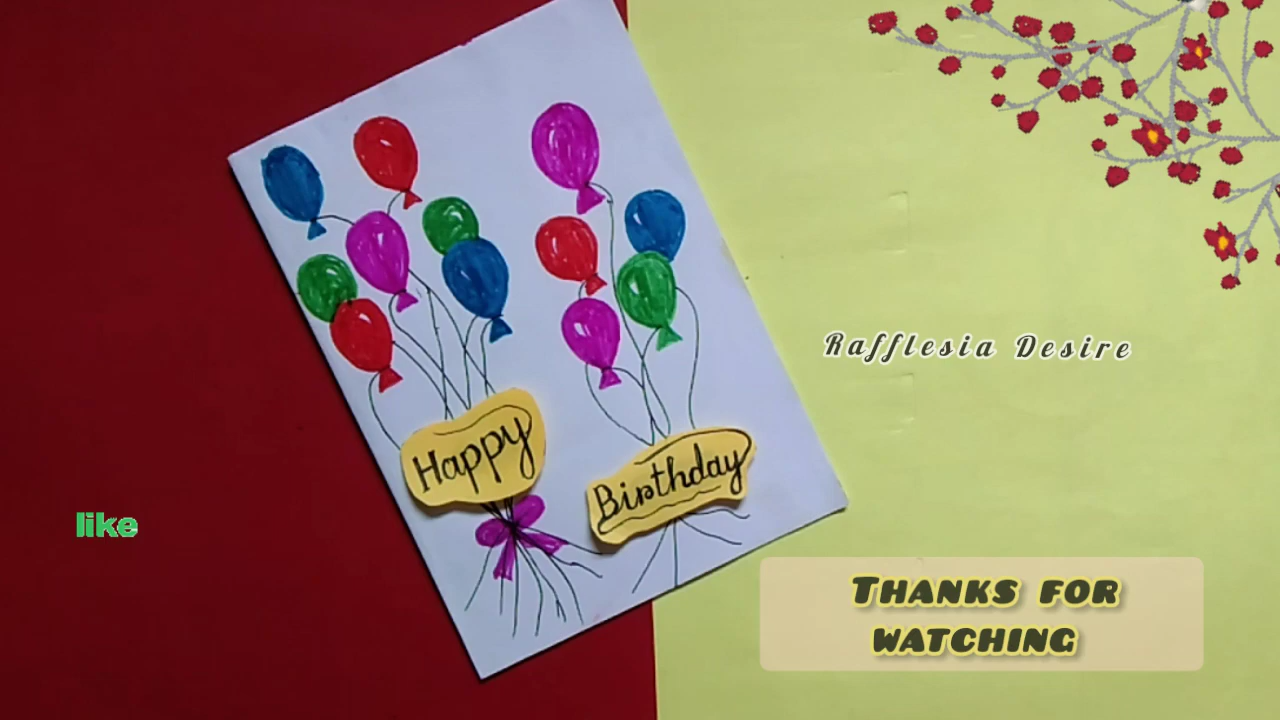 Happy
Birthday
Rafflesia Desire
like
THANKS FOR
WATCHING